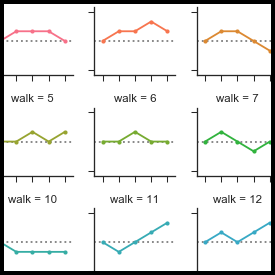 walk = 5 walk = 6 walk = 7
walk = 10 walk = 11 walk = 12